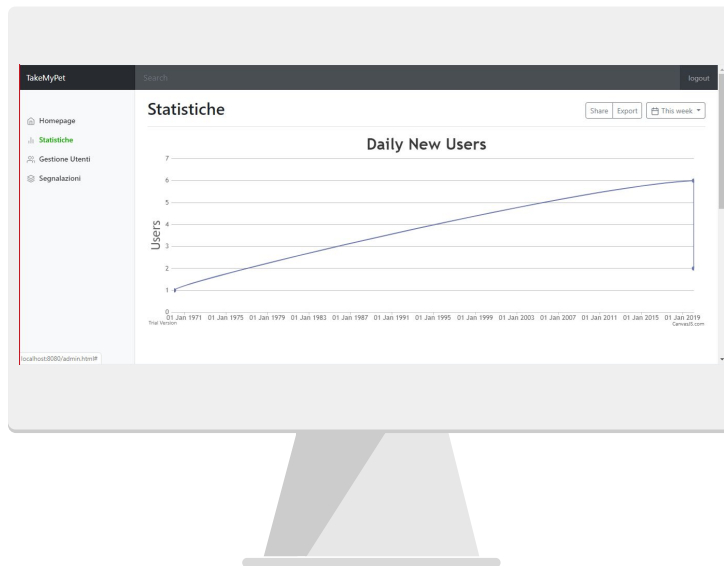 TakeMyPet
Search
logout
Homepage
Statistiche
Gestione Utenti
Segnalazioni
Statistiche
Share
Export
This week
Daily New Users
Users
7
6
5
4
3
2
1
0
01 Jan 1971 01 Jan 1975 01 Jan 1979 01 Jan 1983 01 Jan 1987 01 Jan 1991 01 Jan 1995 01 Jan 1999 01 Jan 2003 01 Jan 2007 01 Jan 2011 01 Jan 2015 01 Jan 2019
Trial Version
CanvasJS.com
localhost:8080/admin.html#